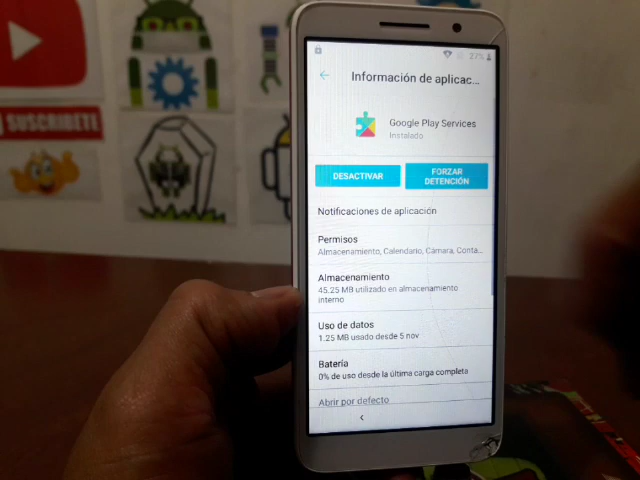 SUSCRIBETE
27%
Información de aplicac...
Google Play Services
Instalado
DESACTIVAR
FORZAR
DETENCIÓN
Notificaciones de aplicación
Permisos
Almacenamiento, Calendario, Cámara, Conta...
Almacenamiento
45.25 MB utilizado en almacenamiento
interno
Uso de datos
1.25 MB usado desde 5 nov
Batería
0% de uso desde la última carga completa
Abrir por defecto